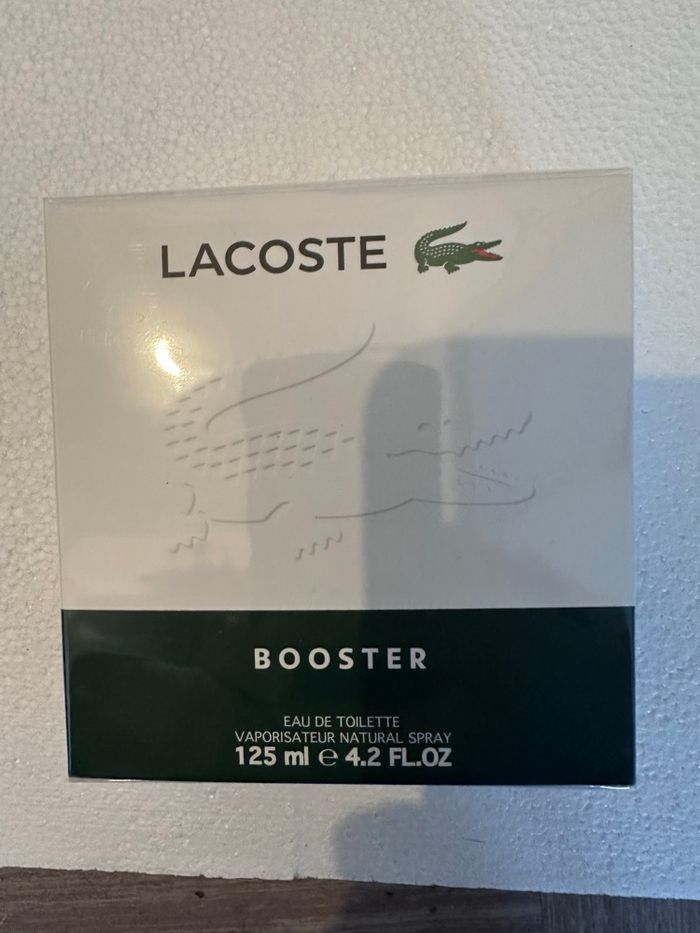 LACOSTE
BOOSTER
EAU DE TOILETTE
VAPORISATEUR NATURAL SPRAY
125 ml ℮ 4.2 FL.OZ